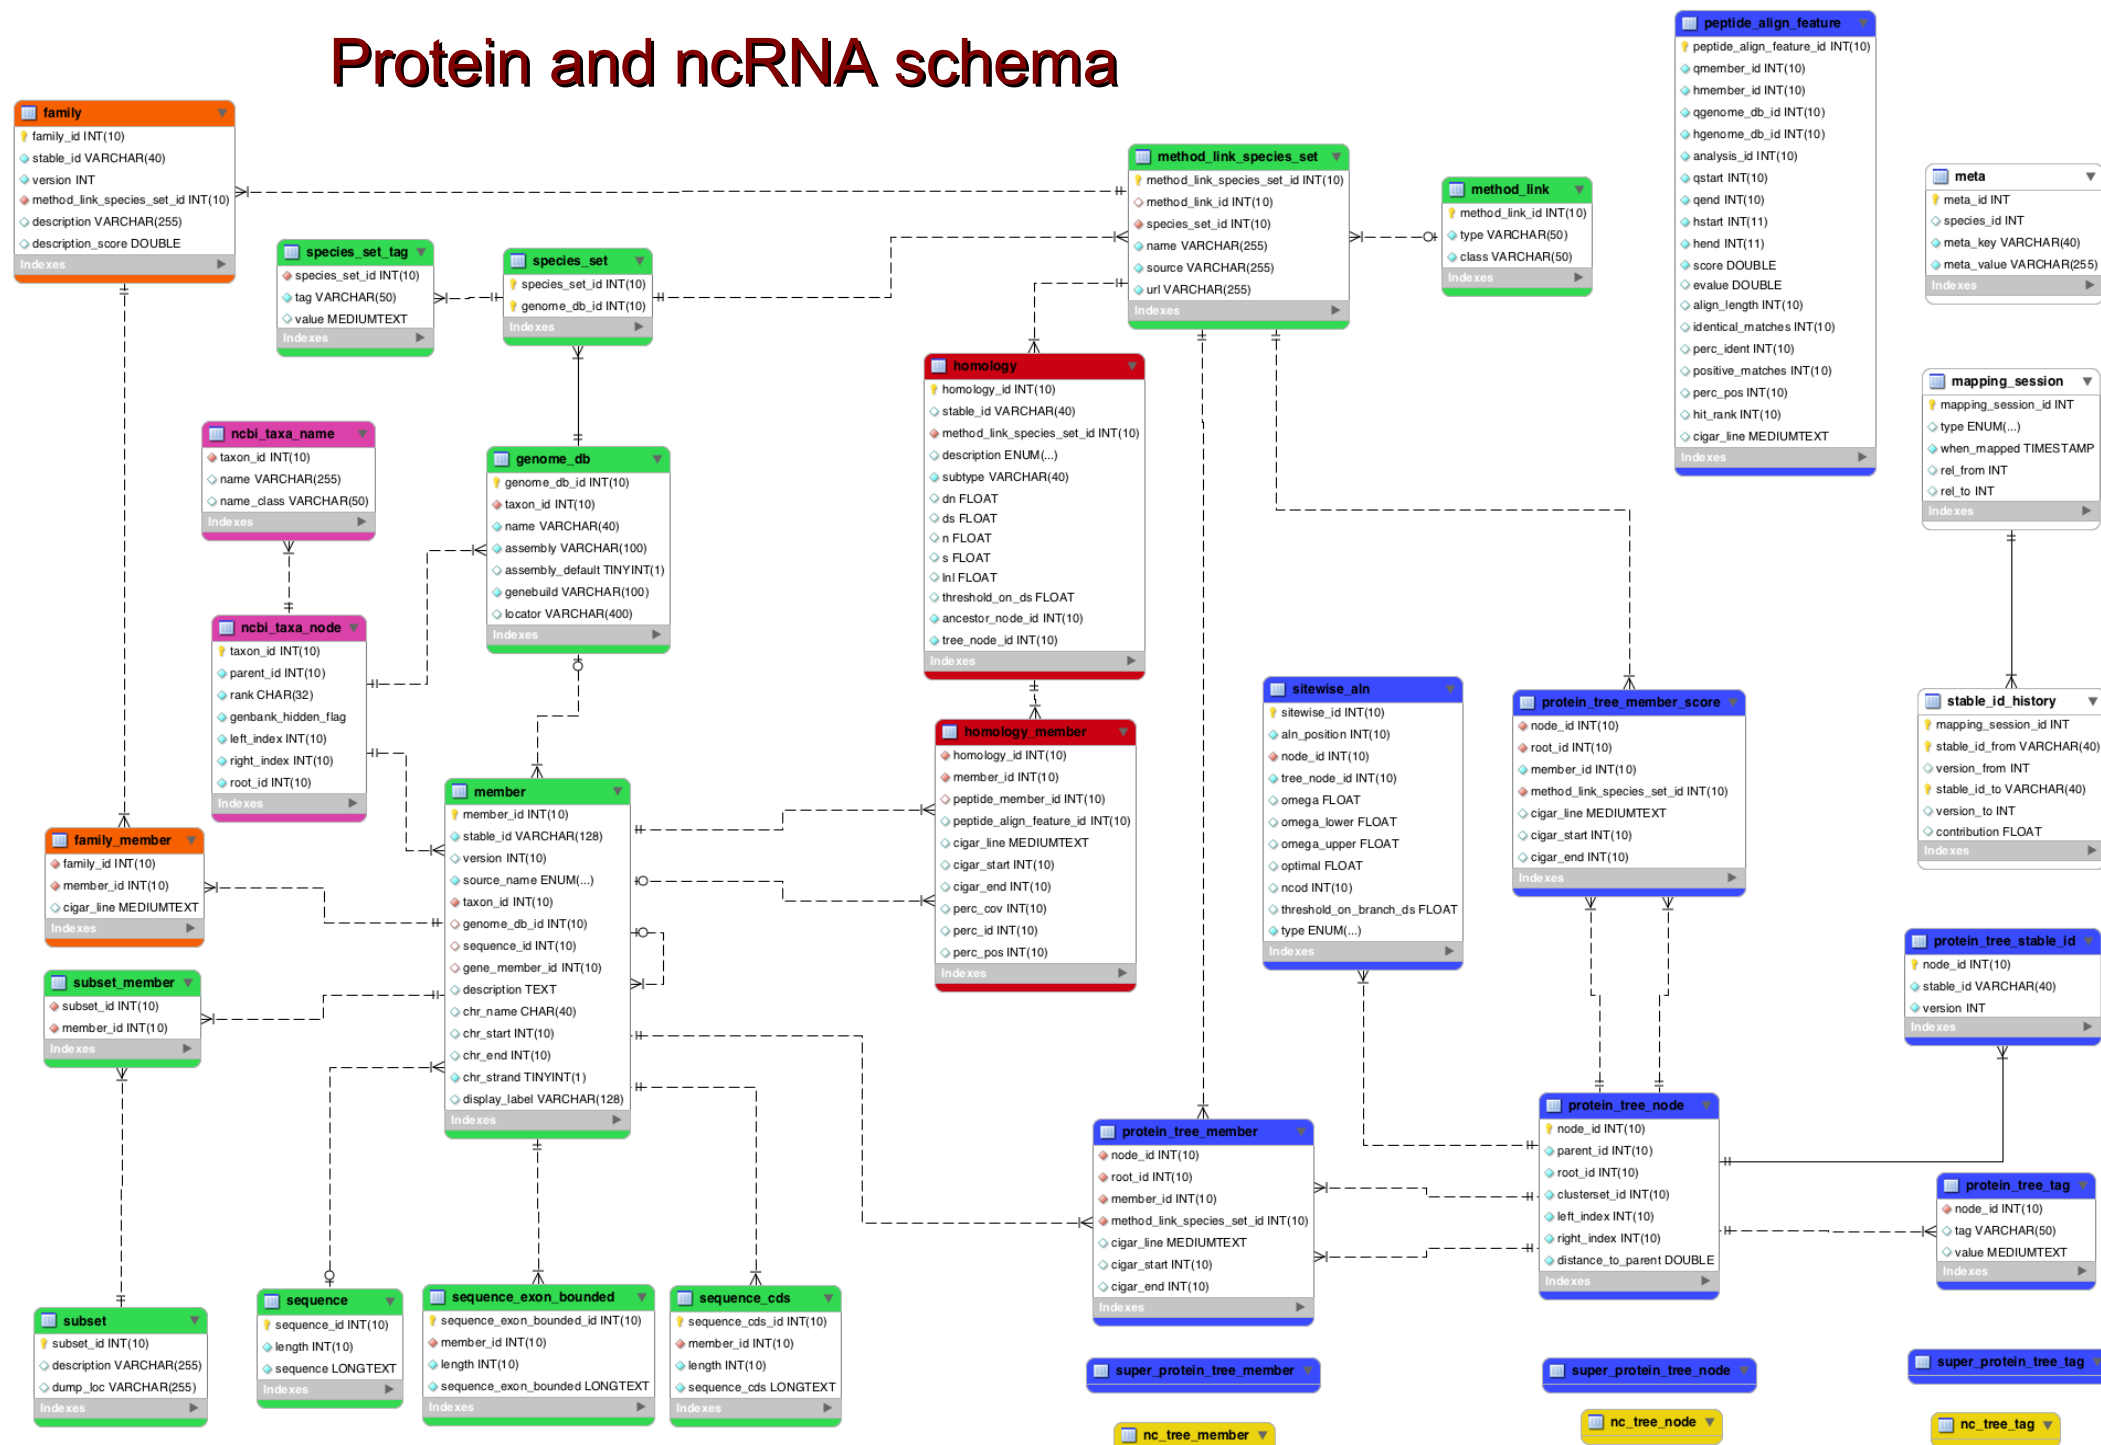 Protein and ncRNA schema
family
family_id INT(10)
stable_id VARCHAR(40)
version INT
method_link_species_set_id INT(10)
description VARCHAR(255)
description_score DOUBLE
Indexes
species_set_tag
species_set_id INT(10)
tag VARCHAR(50)
value MEDIUMTEXT
Indexes
species_set
species_set_id INT(10)
genome_db_id INT(10)
Indexes
method_link_species_set
method_link_species_set_id INT(10)
method_link_id INT(10)
species_set_id INT(10)
name VARCHAR(255)
source VARCHAR(255)
url VARCHAR(255)
Indexes
method_link
method_link_id INT(10)
type VARCHAR(50)
class VARCHAR(50)
Indexes
peptide_align_feature
peptide_align_feature_id INT(10)
qmember_id INT(10)
hmember_id INT(10)
qgenome_db_id INT(10)
hgenome_db_id INT(10)
analysis_id INT(10)
qstart INT(10)
qend INT(10)
hstart INT(11)
hend INT(11)
score DOUBLE
evalue DOUBLE
align_length INT(10)
identical_matches INT(10)
perc_ident INT(10)
positive_matches INT(10)
perc_pos INT(10)
hit_rank INT(10)
cigar_line MEDIUMTEXT
Indexes
meta
meta_id INT
species_id INT
meta_key VARCHAR(40)
meta_value VARCHAR(255)
Indexes
mapping_session
mapping_session_id INT
type ENUM(...)
when_mapped TIMESTAMP
rel_from INT
rel_to INT
Indexes
ncbi_taxa_name
taxon_id INT(10)
name VARCHAR(255)
name_class VARCHAR(50)
Indexes
genome_db
genome_db_id INT(10)
taxon_id INT(10)
name VARCHAR(40)
assembly VARCHAR(100)
assembly_default TINYINT(1)
genebuild VARCHAR(100)
locator VARCHAR(400)
Indexes
homology
homology_id INT(10)
stable_id VARCHAR(40)
method_link_species_set_id INT(10)
description ENUM(...)
subtype VARCHAR(40)
dn FLOAT
ds FLOAT
n FLOAT
s FLOAT
lnl FLOAT
threshold_on_ds FLOAT
ancestor_node_id INT(10)
tree_node_id INT(10)
Indexes
ncbi_taxa_node
taxon_id INT(10)
parent_id INT(10)
rank CHAR(32)
genbank_hidden_flag
left_index INT(10)
right_index INT(10)
root_id INT(10)
Indexes
sitewise_aln
sitewise_id INT(10)
aln_position INT(10)
node_id INT(10)
tree_node_id INT(10)
omega FLOAT
omega_lower FLOAT
omega_upper FLOAT
optimal FLOAT
ncod INT(10)
threshold_on_branch_ds FLOAT
type ENUM(...)
Indexes
protein_tree_member_score
node_id INT(10)
root_id INT(10)
member_id INT(10)
method_link_species_set_id INT(10)
cigar_line MEDIUMTEXT
cigar_start INT(10)
cigar_end INT(10)
Indexes
stable_id_history
mapping_session_id INT
stable_id_from VARCHAR(40)
version_from INT
stable_id_to VARCHAR(40)
version_to INT
contribution FLOAT
Indexes
homology_member
homology_id INT(10)
member_id INT(10)
peptide_member_id INT(10)
peptide_align_feature_id INT(10)
cigar_line MEDIUMTEXT
cigar_start INT(10)
cigar_end INT(10)
perc_cov INT(10)
perc_id INT(10)
perc_pos INT(10)
Indexes
member
member_id INT(10)
stable_id VARCHAR(128)
version INT(10)
source_name ENUM(...)
taxon_id INT(10)
genome_db_id INT(10)
sequence_id INT(10)
gene_member_id INT(10)
description TEXT
chr_name CHAR(40)
chr_start INT(10)
chr_end INT(10)
chr_strand TINYINT(1)
display_label VARCHAR(128)
Indexes
family_member
family_id INT(10)
member_id INT(10)
cigar_line MEDIUMTEXT
Indexes
subset_member
subset_id INT(10)
member_id INT(10)
Indexes
protein_tree_stable_id
node_id INT(10)
stable_id VARCHAR(40)
version INT
Indexes
protein_tree_member
node_id INT(10)
root_id INT(10)
member_id INT(10)
method_link_species_set_id INT(10)
cigar_line MEDIUMTEXT
cigar_start INT(10)
cigar_end INT(10)
Indexes
protein_tree_node
node_id INT(10)
parent_id INT(10)
root_id INT(10)
clusterset_id INT(10)
left_index INT(10)
right_index INT(10)
distance_to_parent DOUBLE
Indexes
protein_tree_tag
node_id INT(10)
tag VARCHAR(50)
value MEDIUMTEXT
Indexes
subset
subset_id INT(10)
description VARCHAR(255)
dump_loc VARCHAR(255)
Indexes
sequence
sequence_id INT(10)
length INT(10)
sequence LONGTEXT
Indexes
sequence_exon_bounded
sequence_exon_bounded_id INT(10)
member_id INT(10)
length INT(10)
sequence_exon_bounded LONGTEXT
Indexes
sequence_cds
sequence_cds_id INT(10)
member_id INT(10)
length INT(10)
sequence_cds LONGTEXT
Indexes
super_protein_tree_member
super_protein_tree_node
super_protein_tree_tag
nc_tree_member
nc_tree_node
nc_tree_tag